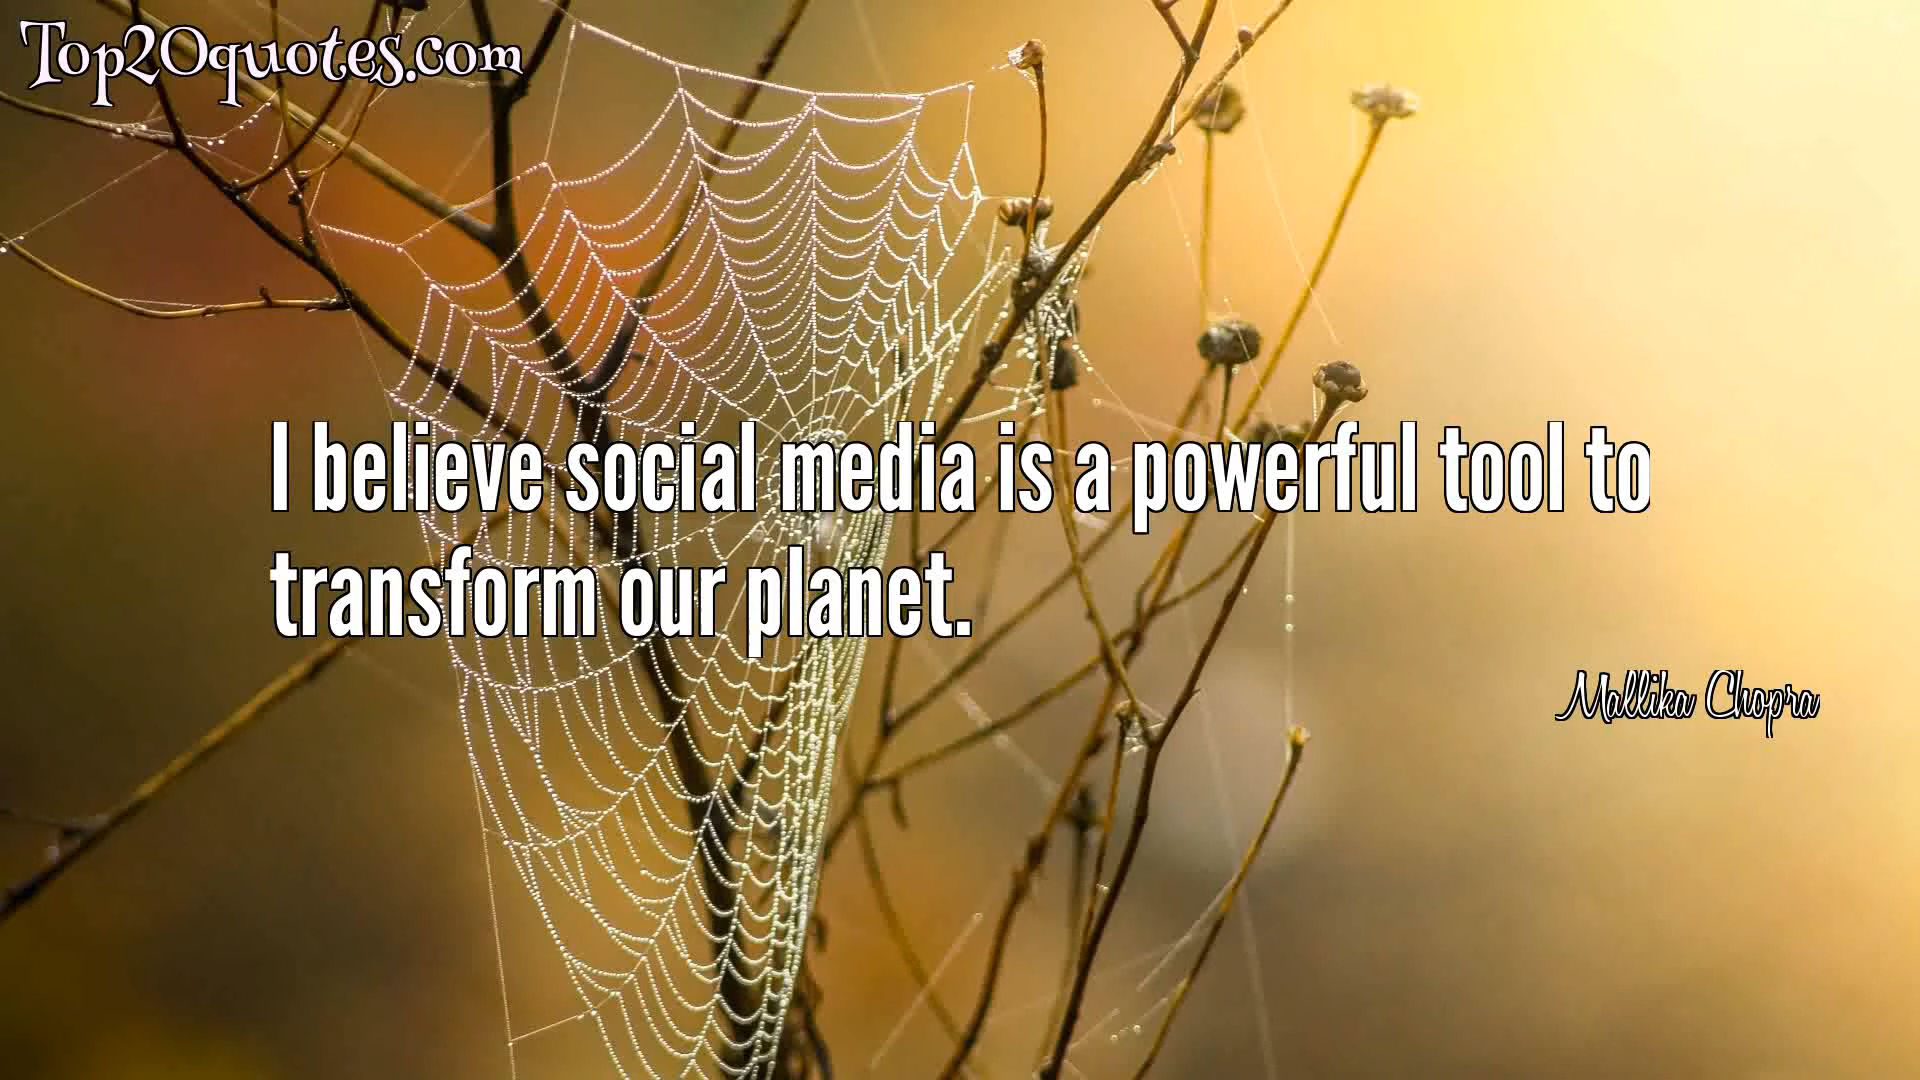 Top20quotes.com
I believe social media is a powerful tool to
transform our planet.
Mallika Chopra